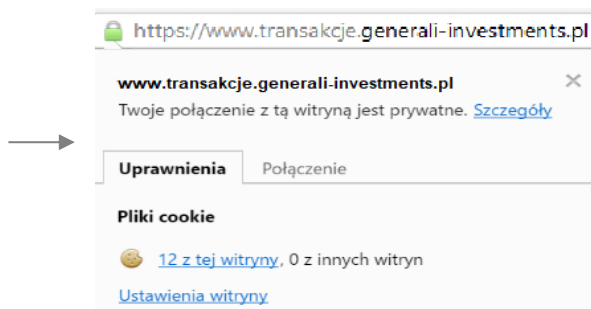 https://www.transakcje.generali-investments.pl
www.transakcje.generali-investments.pl
Twoje połączenie z tą witryną jest prywatne. Szczegóły
Uprawnienia Połączenie
Pliki cookie
12 z tej witryny, 0 z innych witryn
Ustawienia witryny